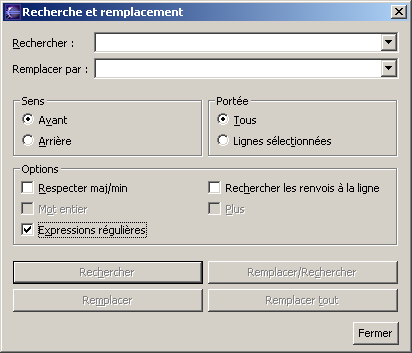 Recherche et remplacement
Rechercher :
Remplacer par :
Sens
Avant
Arrière
Portée
Tous
Lignes sélectionnées
Options
Respecter maj/min
Rechercher les renvois à la ligne
Mot entier
Plus
Expressions régulières
Rechercher
Remplacer/Rechercher
Remplacer
Remplacer tout
Fermer